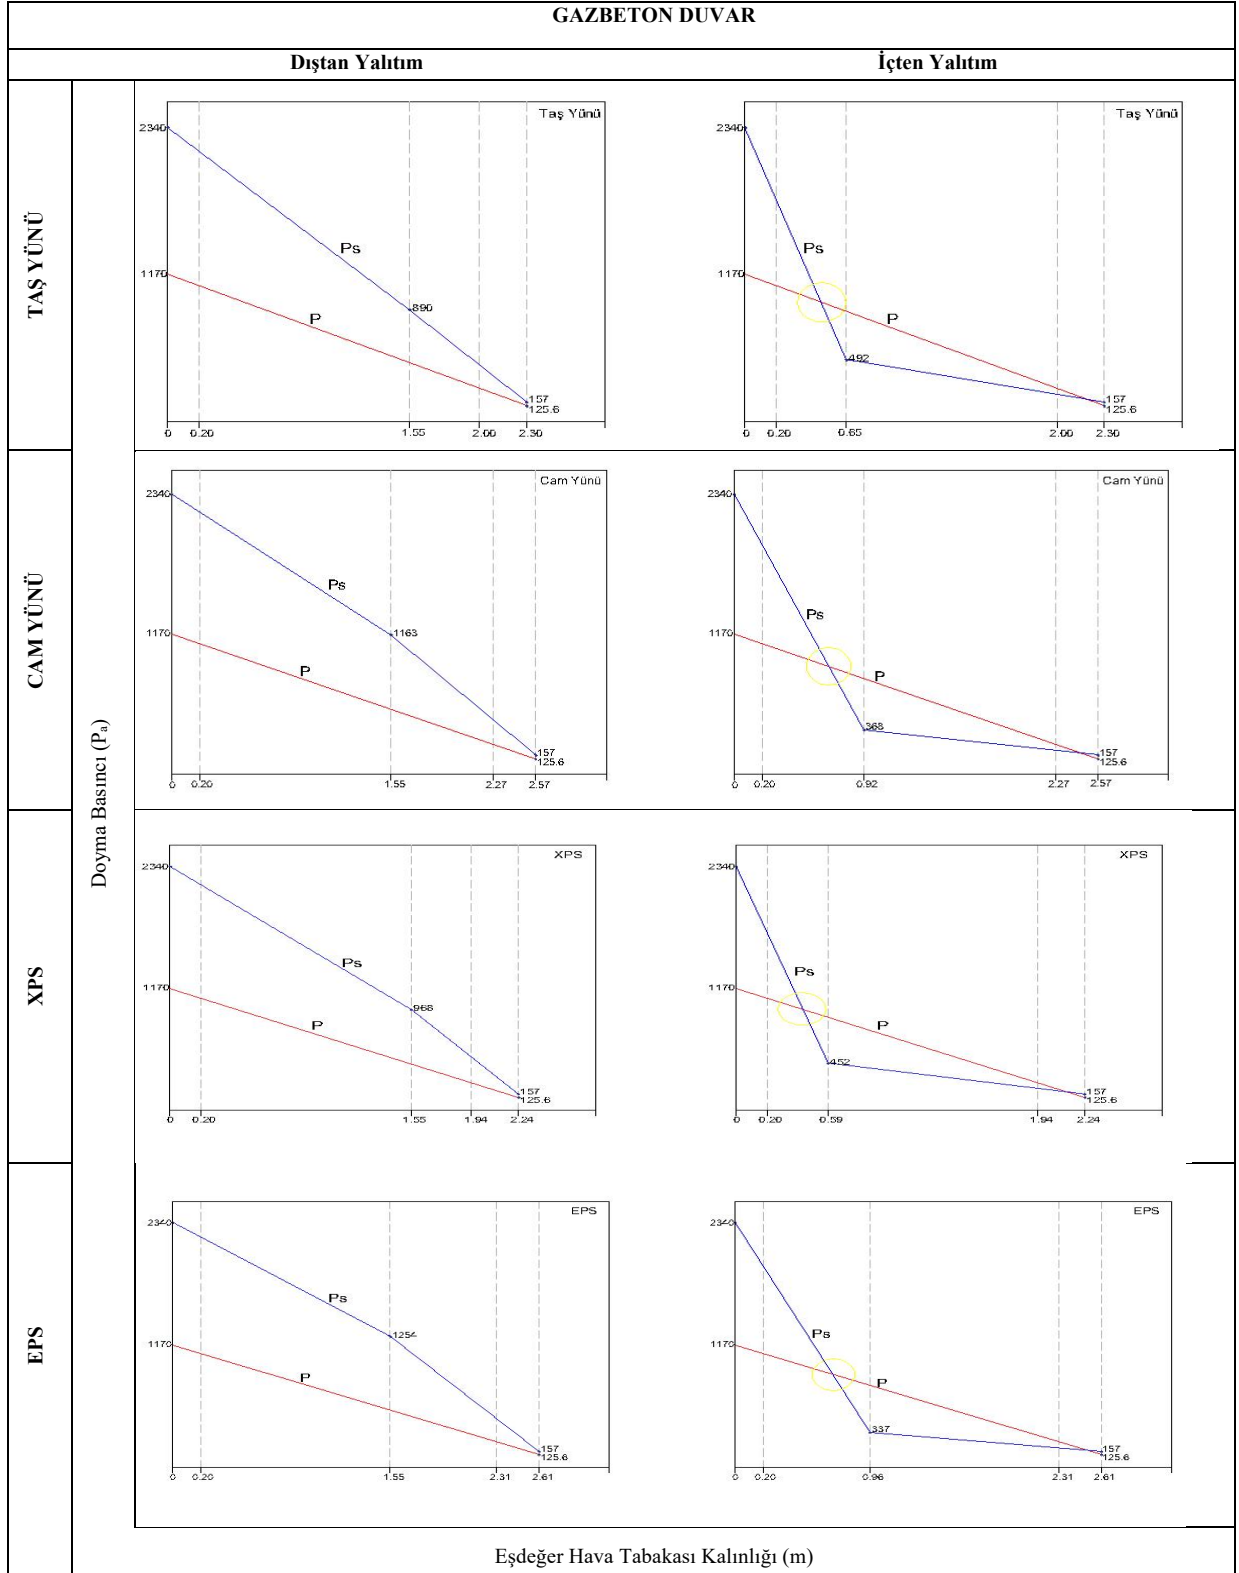 GAZBETON DUVAR
Dıştan Yalıtım
İçten Yalıtım
TAŞ YÜNÜ
Doyma Basıncı (Pa)
Taş Yünü
2340
1170
Ps
P
890
157
125.6
0 0.20 1.55 2.00 2.30
Taş Yünü
2340
1170
Ps
P
492
157
125.6
0 0.20 0.65 2.00 2.30
CAM YÜNÜ
Cam Yünü
2340
1170
Ps
P
1163
157
125.6
0 0.20 1.55 2.27 2.57
Cam Yünü
2340
1170
Ps
P
368
157
125.6
0 0.20 0.92 2.27 2.57
XPS
XPS
2340
1170
Ps
P
968
157
125.6
0 0.20 1.55 1.94 2.24
XPS
2340
1170
Ps
P
452
157
125.6
0 0.20 0.59 1.94 2.24
EPS
EPS
2340
1170
Ps
P
1254
157
125.6
0 0.20 1.55 2.31 2.61
EPS
2340
1170
Ps
P
337
157
125.6
0 0.20 0.96 2.31 2.61
Eşdeğer Hava Tabakası Kalınlığı (m)